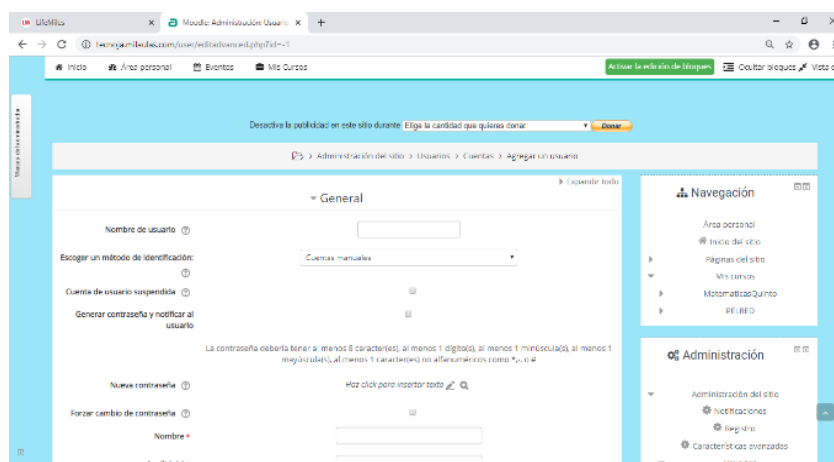 LifeMiles
Moodle: Administración: Usuario
tecnoja.milaulas.com/user/editadvanced.php?id=-1
Inicio Área personal Eventos Mis Cursos
Activar la edición de bloques Ocultar bloques Vista
Desactiva la publicidad en este sitio durante Elige la cantidad que quieres donar Donar
> Administración del sitio > Usuarios > Cuentas > Agregar un usuario
Expandir todo
General
Nombre de usuario
Escoger un método de identificación:
Cuentas manuales
Cuenta de usuario suspendida
Generar contraseña y notificar al
usuario
La contraseña debería tener al menos 8 caracter(es), al menos 1 dígito(s), al menos 1 minúscula(s), al menos 1
mayúscula(s), al menos 1 caracter(es) no alfanuméricos como *,-, o #
Nueva contraseña
Haz click para insertar texto
Forzar cambio de contraseña
Nombre *
Navegación
Área personal
Inicio del sitio
Páginas del sitio
Mis cursos
MatematicasQuinto
PELRED
Administración
Administración del sitio
Notificaciones
Registro
Características avanzadas